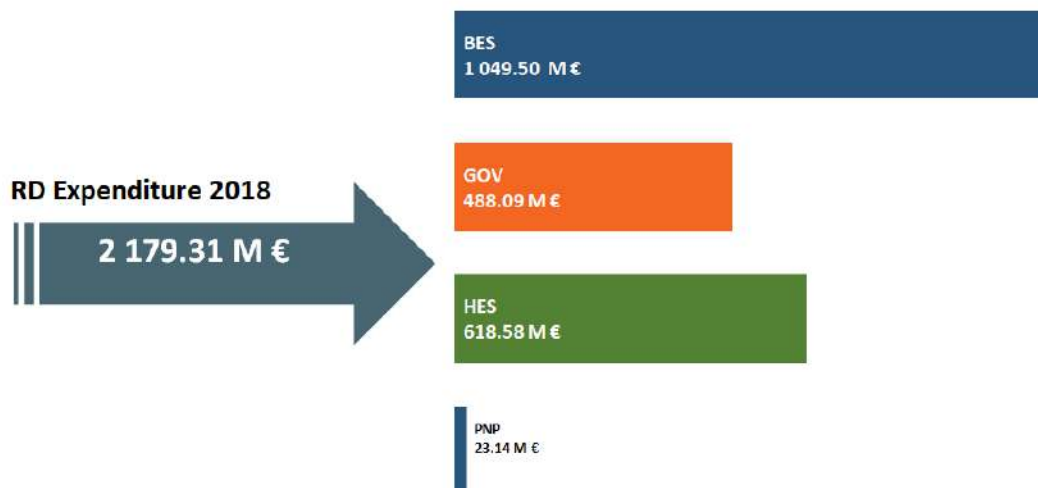 BES
1 049.50 M €
GOV
488.09 M €
RD Expenditure 2018
2 179.31 M €
HES
618.58 M €
PNP
23.14 M €